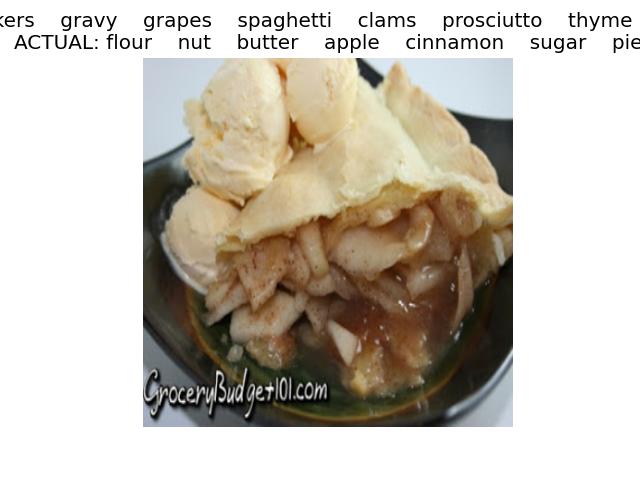 kers gravy grapes spaghetti clams prosciutto thyme
ACTUAL: flour nut butter apple cinnamon sugar pie
GroceryBudget101.com